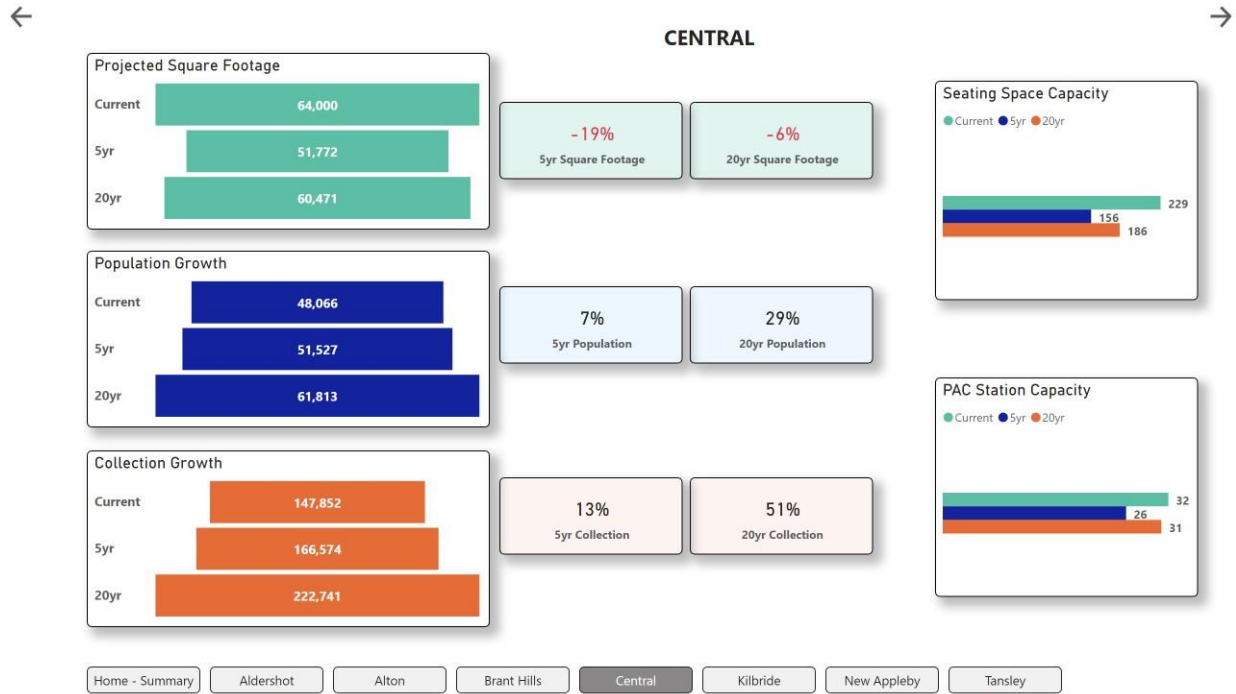 CENTRAL
Projected Square Footage
Current 64,000
5yr 51,772
20yr 60,471
-19%
5yr Square Footage
-6%
20yr Square Footage
Population Growth
Current 48,066
5yr 51,527
20yr 61,813
7%
5yr Population
29%
20yr Population
Collection Growth
Current 147,852
5yr 166,574
20yr 222,741
13%
5yr Collection
51%
20yr Collection
Seating Space Capacity
Current 5yr 20yr
229
156
186
PAC Station Capacity
Current 5yr 20yr
32
26
31
Home - Summary Aldershot Alton Brant Hills Central Kilbride New Appleby Tansley